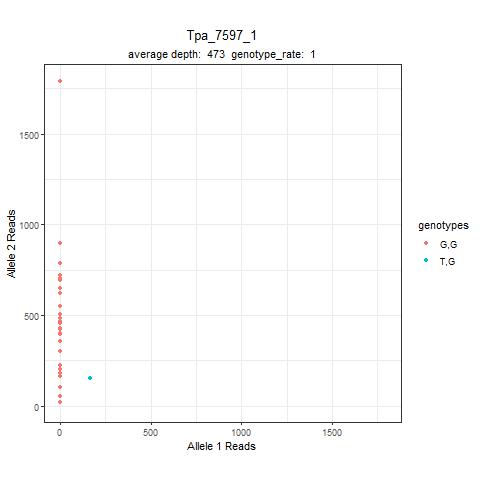 Tpa_7597_1
average depth:  473  genotype_rate:  1
Allele 2 Reads
1500
1000
500
0
0
500
1000
1500
Allele 1 Reads
genotypes
G,G
T,G